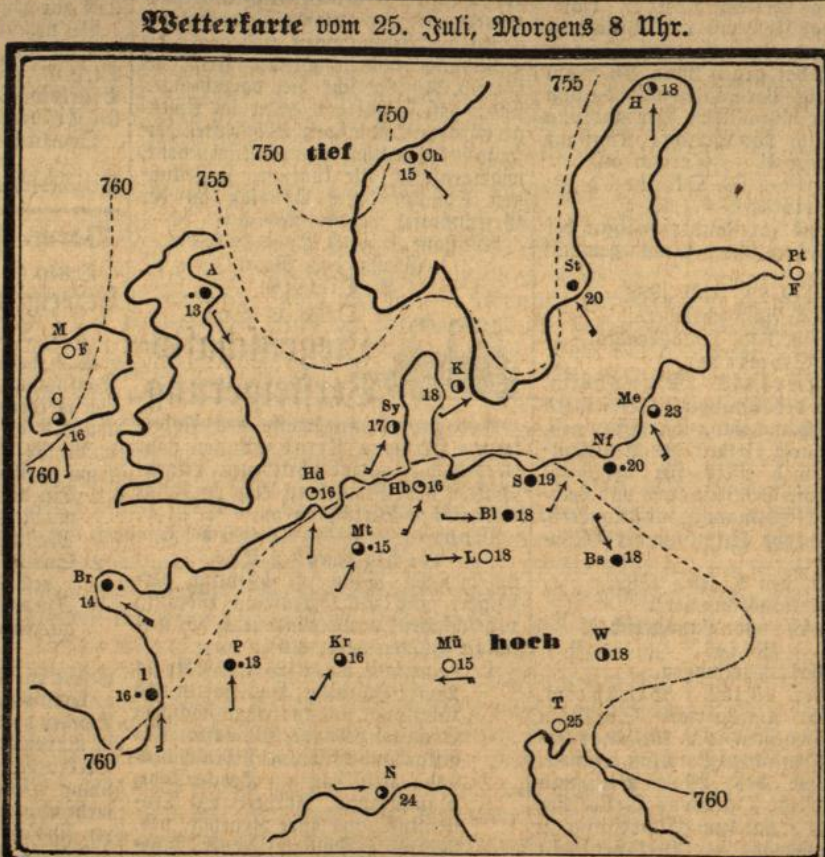 Wetterkarte vom 25. Juli, Morgens 8 Uhr.
755
H 18
750
750 tief
Ch
15
760
755
Pt
F
St
20
A
13
M
F
K
18
C
16
Me
23
Sy
17
Nf
20
760
Hd
16
Hb 16
S 19
Bl 18
Mt
15
L 18
Bs 18
Br
14
hoch
P
13
Kr
16
Mü
15
W
18
I
16
T
25
760
N
24
760